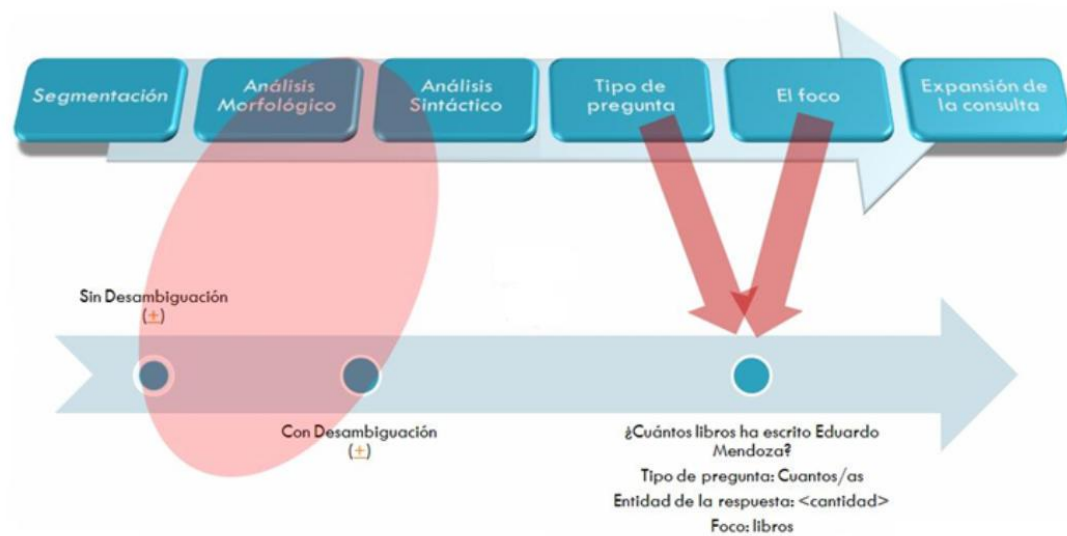 Segmentación
Análisis
Morfológico
Análisis
Sintáctico
Tipo de
pregunta
El foco
Expansión de
la consulta
Sin Desambiguación
(+)
Con Desambiguación
(+)
¿Cuántos libros ha escrito Eduardo
Mendoza?
Tipo de pregunta: Cuantos/as
Entidad de la respuesta: <cantidad>
Foco: libros